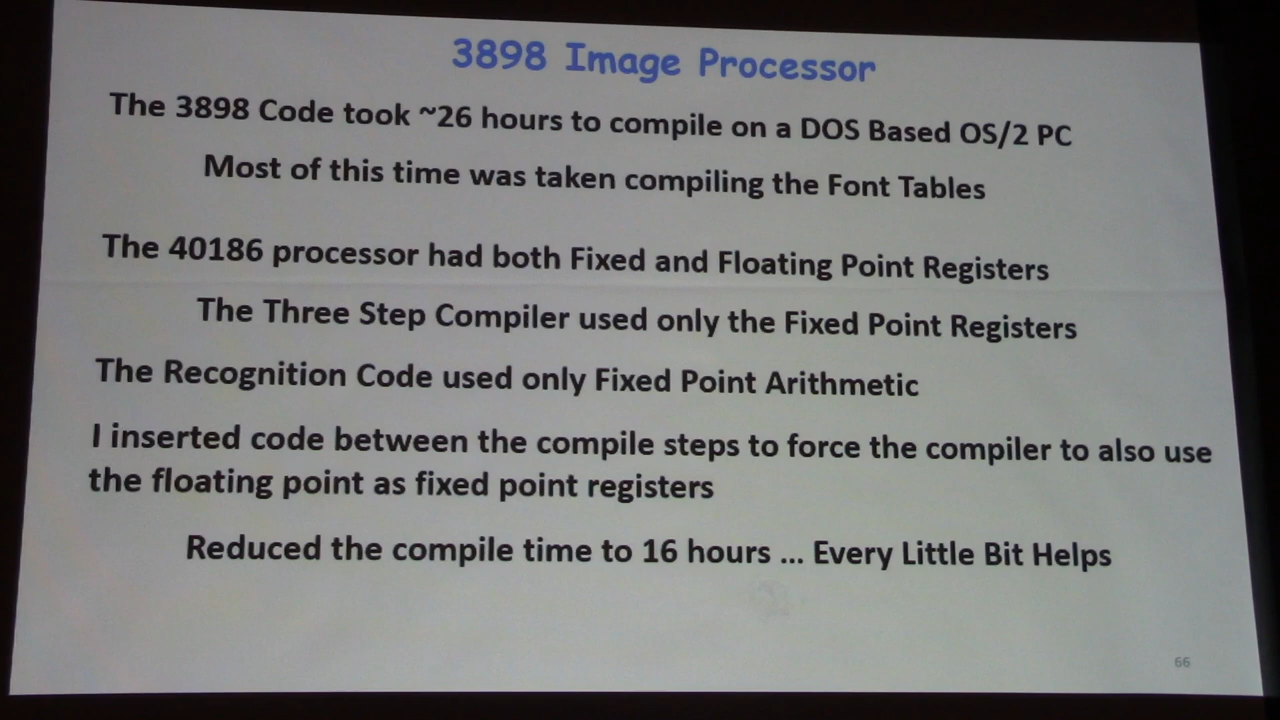 3898 Image Processor
The 3898 Code took ~26 hours to compile on a DOS Based OS/2 PC
Most of this time was taken compiling the Font Tables
The 40186 processor had both Fixed and Floating Point Registers
The Three Step Compiler used only the Fixed Point Registers
The Recognition Code used only Fixed Point Arithmetic
I inserted code between the compile steps to force the compiler to also use
the floating point as fixed point registers
Reduced the compile time to 16 hours ... Every Little Bit Helps
66